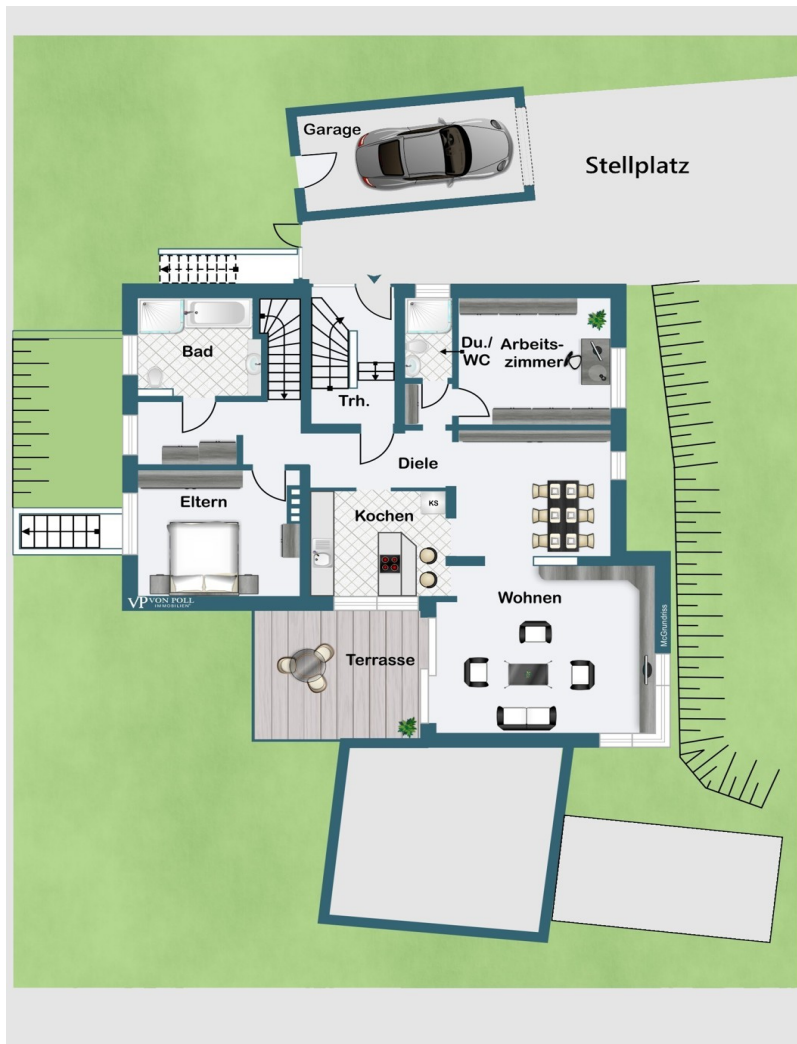 Garage
Stellplatz
Bad
Du./
WC
Arbeits-
zimmer
Trh.
Diele
Eltern
Kochen
KS
VP VON POLL
IMMOBILIEN®
Wohnen
McGrundriss
Terrasse